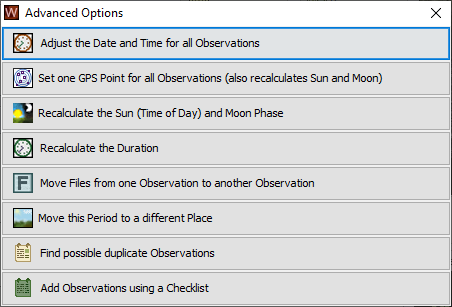 W Advanced Options
Adjust the Date and Time for all Observations
Set one GPS Point for all Observations (also recalculates Sun and Moon)
Recalculate the Sun (Time of Day) and Moon Phase
Recalculate the Duration
F Move Files from one Observation to another Observation
Move this Period to a different Place
Find possible duplicate Observations
Add Observations using a Checklist